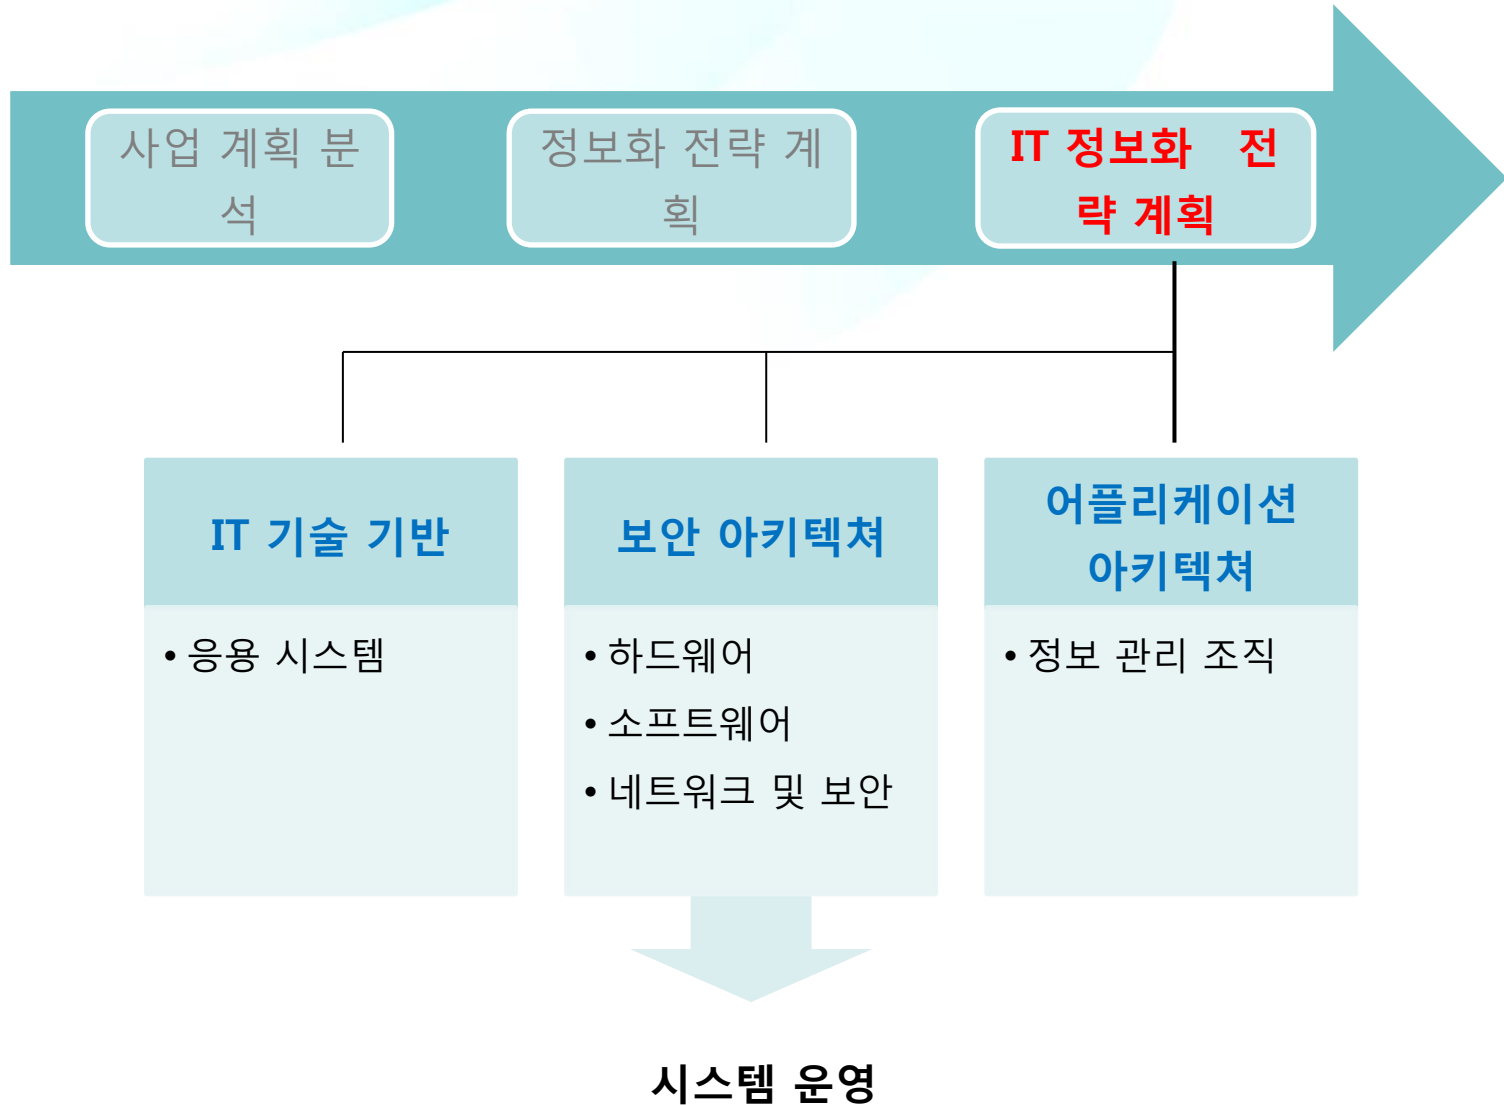 사업 계획 분
석
정보화 전략 계
획
IT 정보화 전
략 계획
IT 기술 기반
• 응용 시스템
보안 아키텍쳐
• 하드웨어
• 소프트웨어
• 네트워크 및 보안
어플리케이션
아키텍쳐
• 정보 관리 조직
시스템 운영